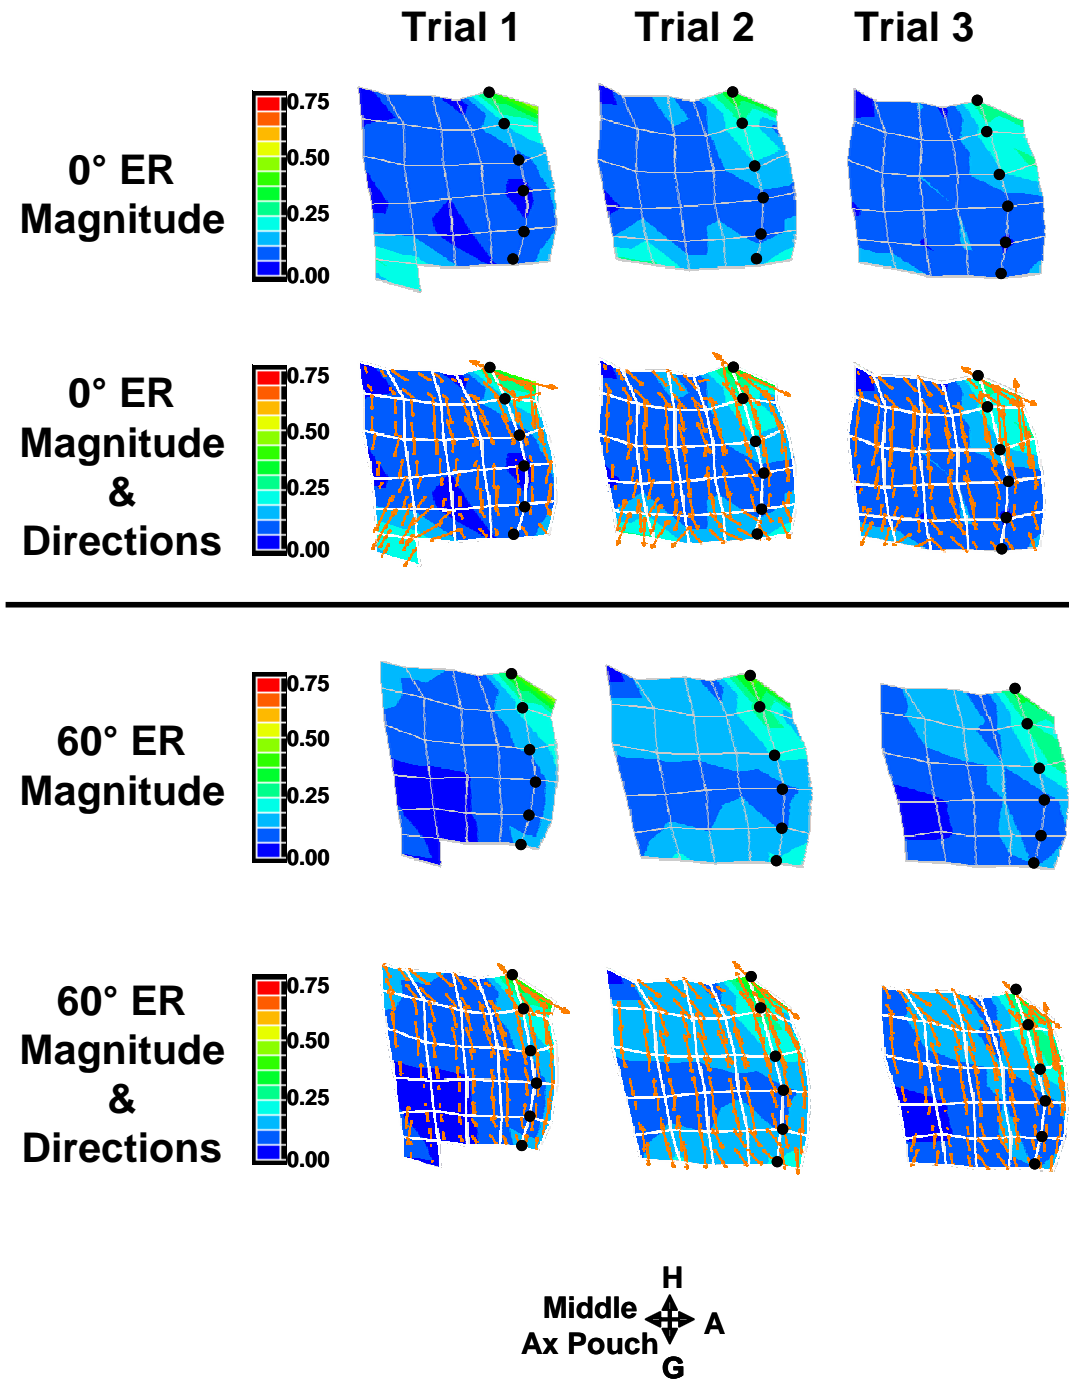 Trial 1 Trial 2 Trial 3
0° ER
Magnitude
0.75
0.50
0.25
0.00
0° ER
Magnitude
&
Directions
0.75
0.50
0.25
0.00
60° ER
Magnitude
0.75
0.50
0.25
0.00
60° ER
Magnitude
&
Directions
0.75
0.50
0.25
0.00
H
Middle
Ax Pouch
A
G